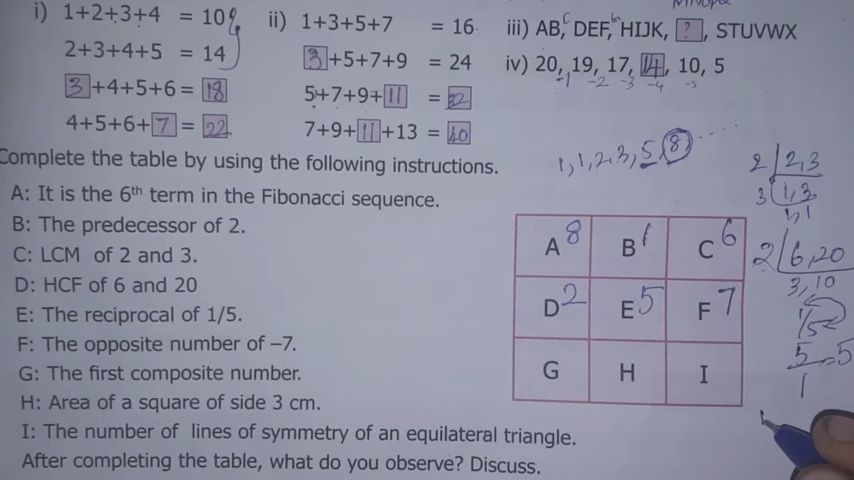 MNOPQ
i) 1+2+3+4 = 10 ii) 1+3+5+7 = 16 iii) AB, DEF, HIJK, ?, STUVWX
C G
2+3+4+5 = 14 3+5+7+9 = 24 iv) 20, 19, 17, 14, 10, 5
-1 -2 -3 -4 -5
3+4+5+6 = 18 5+7+9+11 = 32
4+5+6+7 = 22 7+9+11+13 = 40
1, 1, 2, 3, 5, 8, .....
Complete the table by using the following instructions.
A: It is the 6th term in the Fibonacci sequence.
B: The predecessor of 2.
C: LCM of 2 and 3.
D: HCF of 6 and 20
E: The reciprocal of 1/5.
F: The opposite number of –7.
G: The first composite number.
H: Area of a square of side 3 cm.
I: The number of lines of symmetry of an equilateral triangle.
After completing the table, what do you observe? Discuss.
A 8 B 1 C 6
D 2 E 5 F 7
G H I
2 2, 3
3 1, 3
1, 1
2 6, 20
3, 10
1/5
5/1 = 5